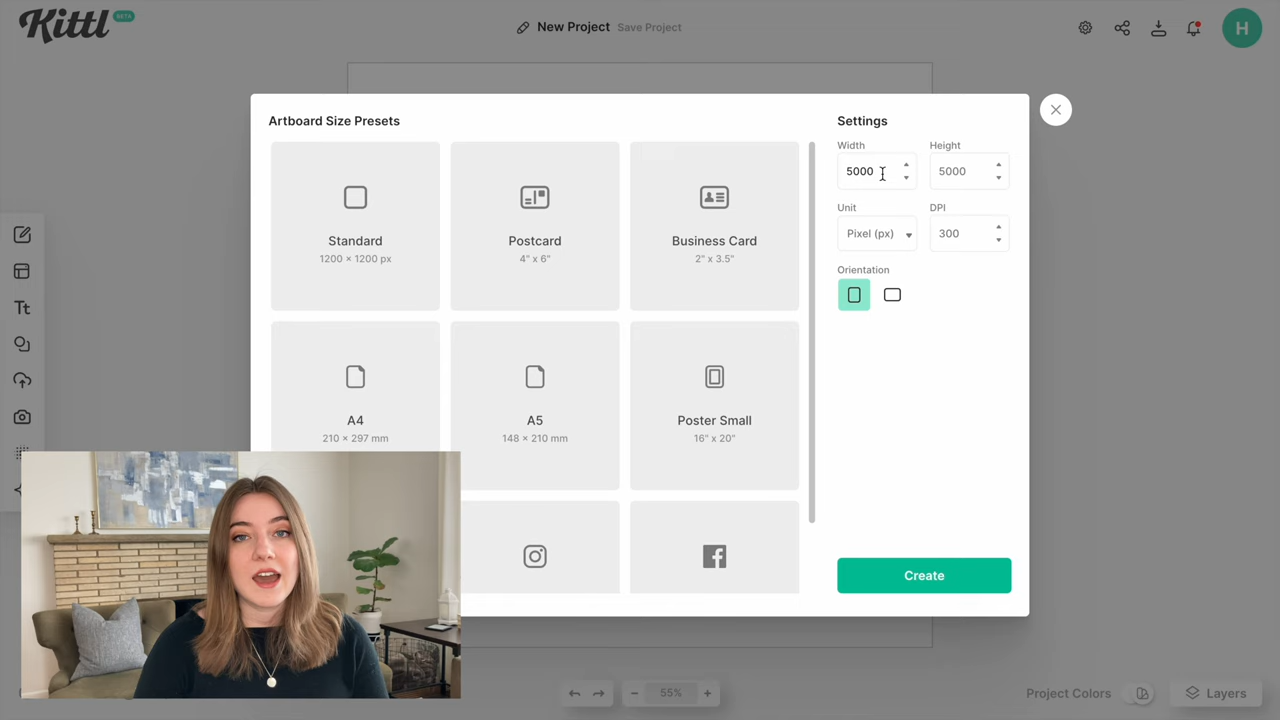 Kittl BETA
New Project Save Project
H
Artboard Size Presets
Standard
1200 × 1200 px
Postcard
4" x 6"
Business Card
2" x 3.5"
A4
210 × 297 mm
A5
148 × 210 mm
Poster Small
16" x 20"
Settings
Width
Height
5000
5000
Unit
DPI
Pixel (px)
300
Orientation
Create
Tt
55%
Project Colors
Layers